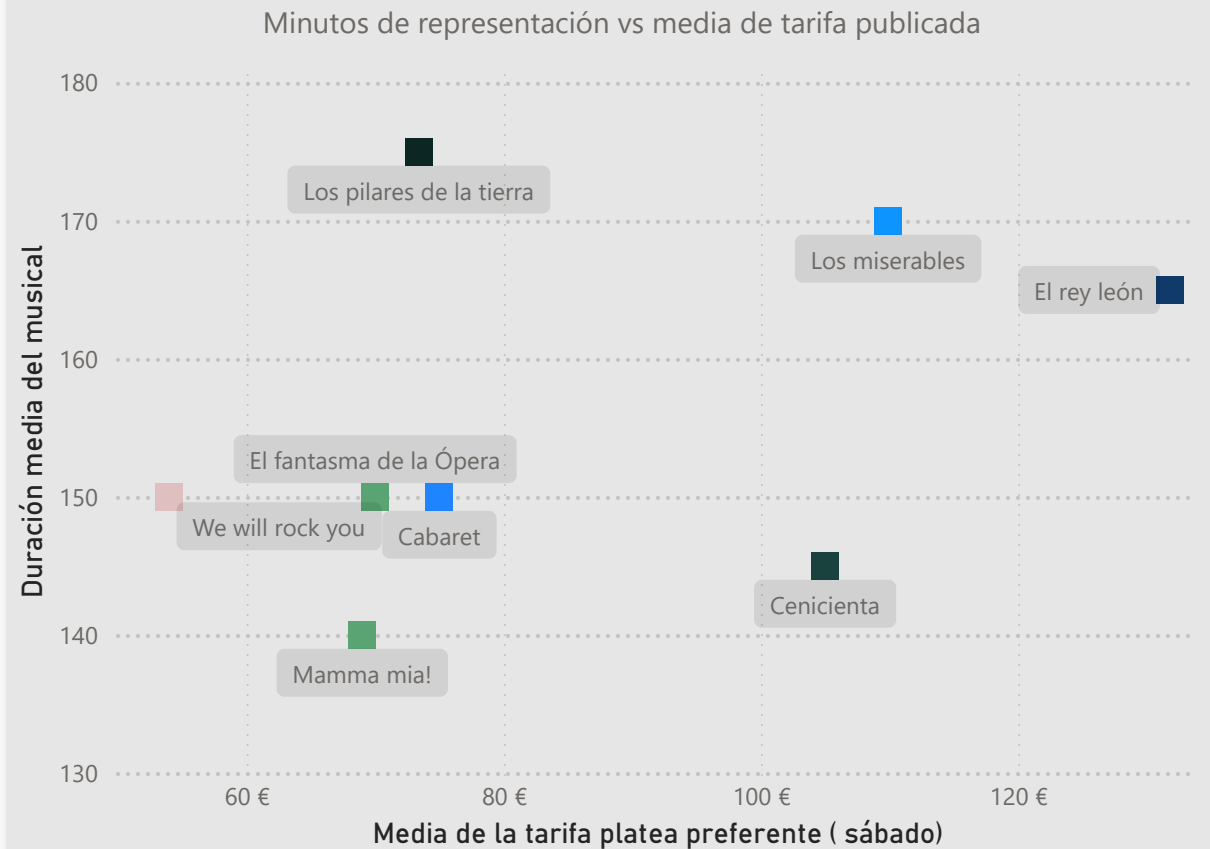 Minutos de representación vs media de tarifa publicada
180
Los pilares de la tierra
170
Los miserables
El rey león
160
El fantasma de la Ópera
150
We will rock you
Cabaret
Cenicienta
140
Mamma mia!
130
60 €
80 €
100 €
120 €
Duración media del musical
Media de la tarifa platea preferente ( sábado)